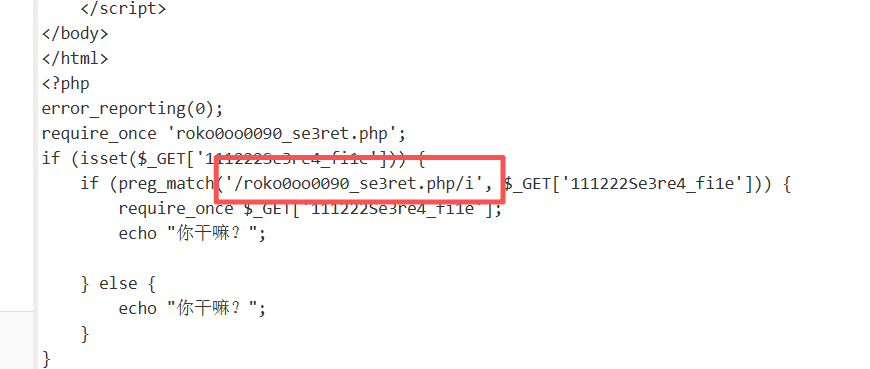 </script>
</body>
</html>
<?php
error_reporting(0);
require_once 'roko0oo0090_se3ret.php';
if (isset($_GET['111222Se3re4_fi1e'])) {
if (preg_match('/roko0oo0090_se3ret.php/i', $_GET['111222Se3re4_fi1e'])) {
require_once $_GET['111222Se3re4_fi1e'];
echo "你干嘛？";
} else {
echo "你干嘛？";
}
}